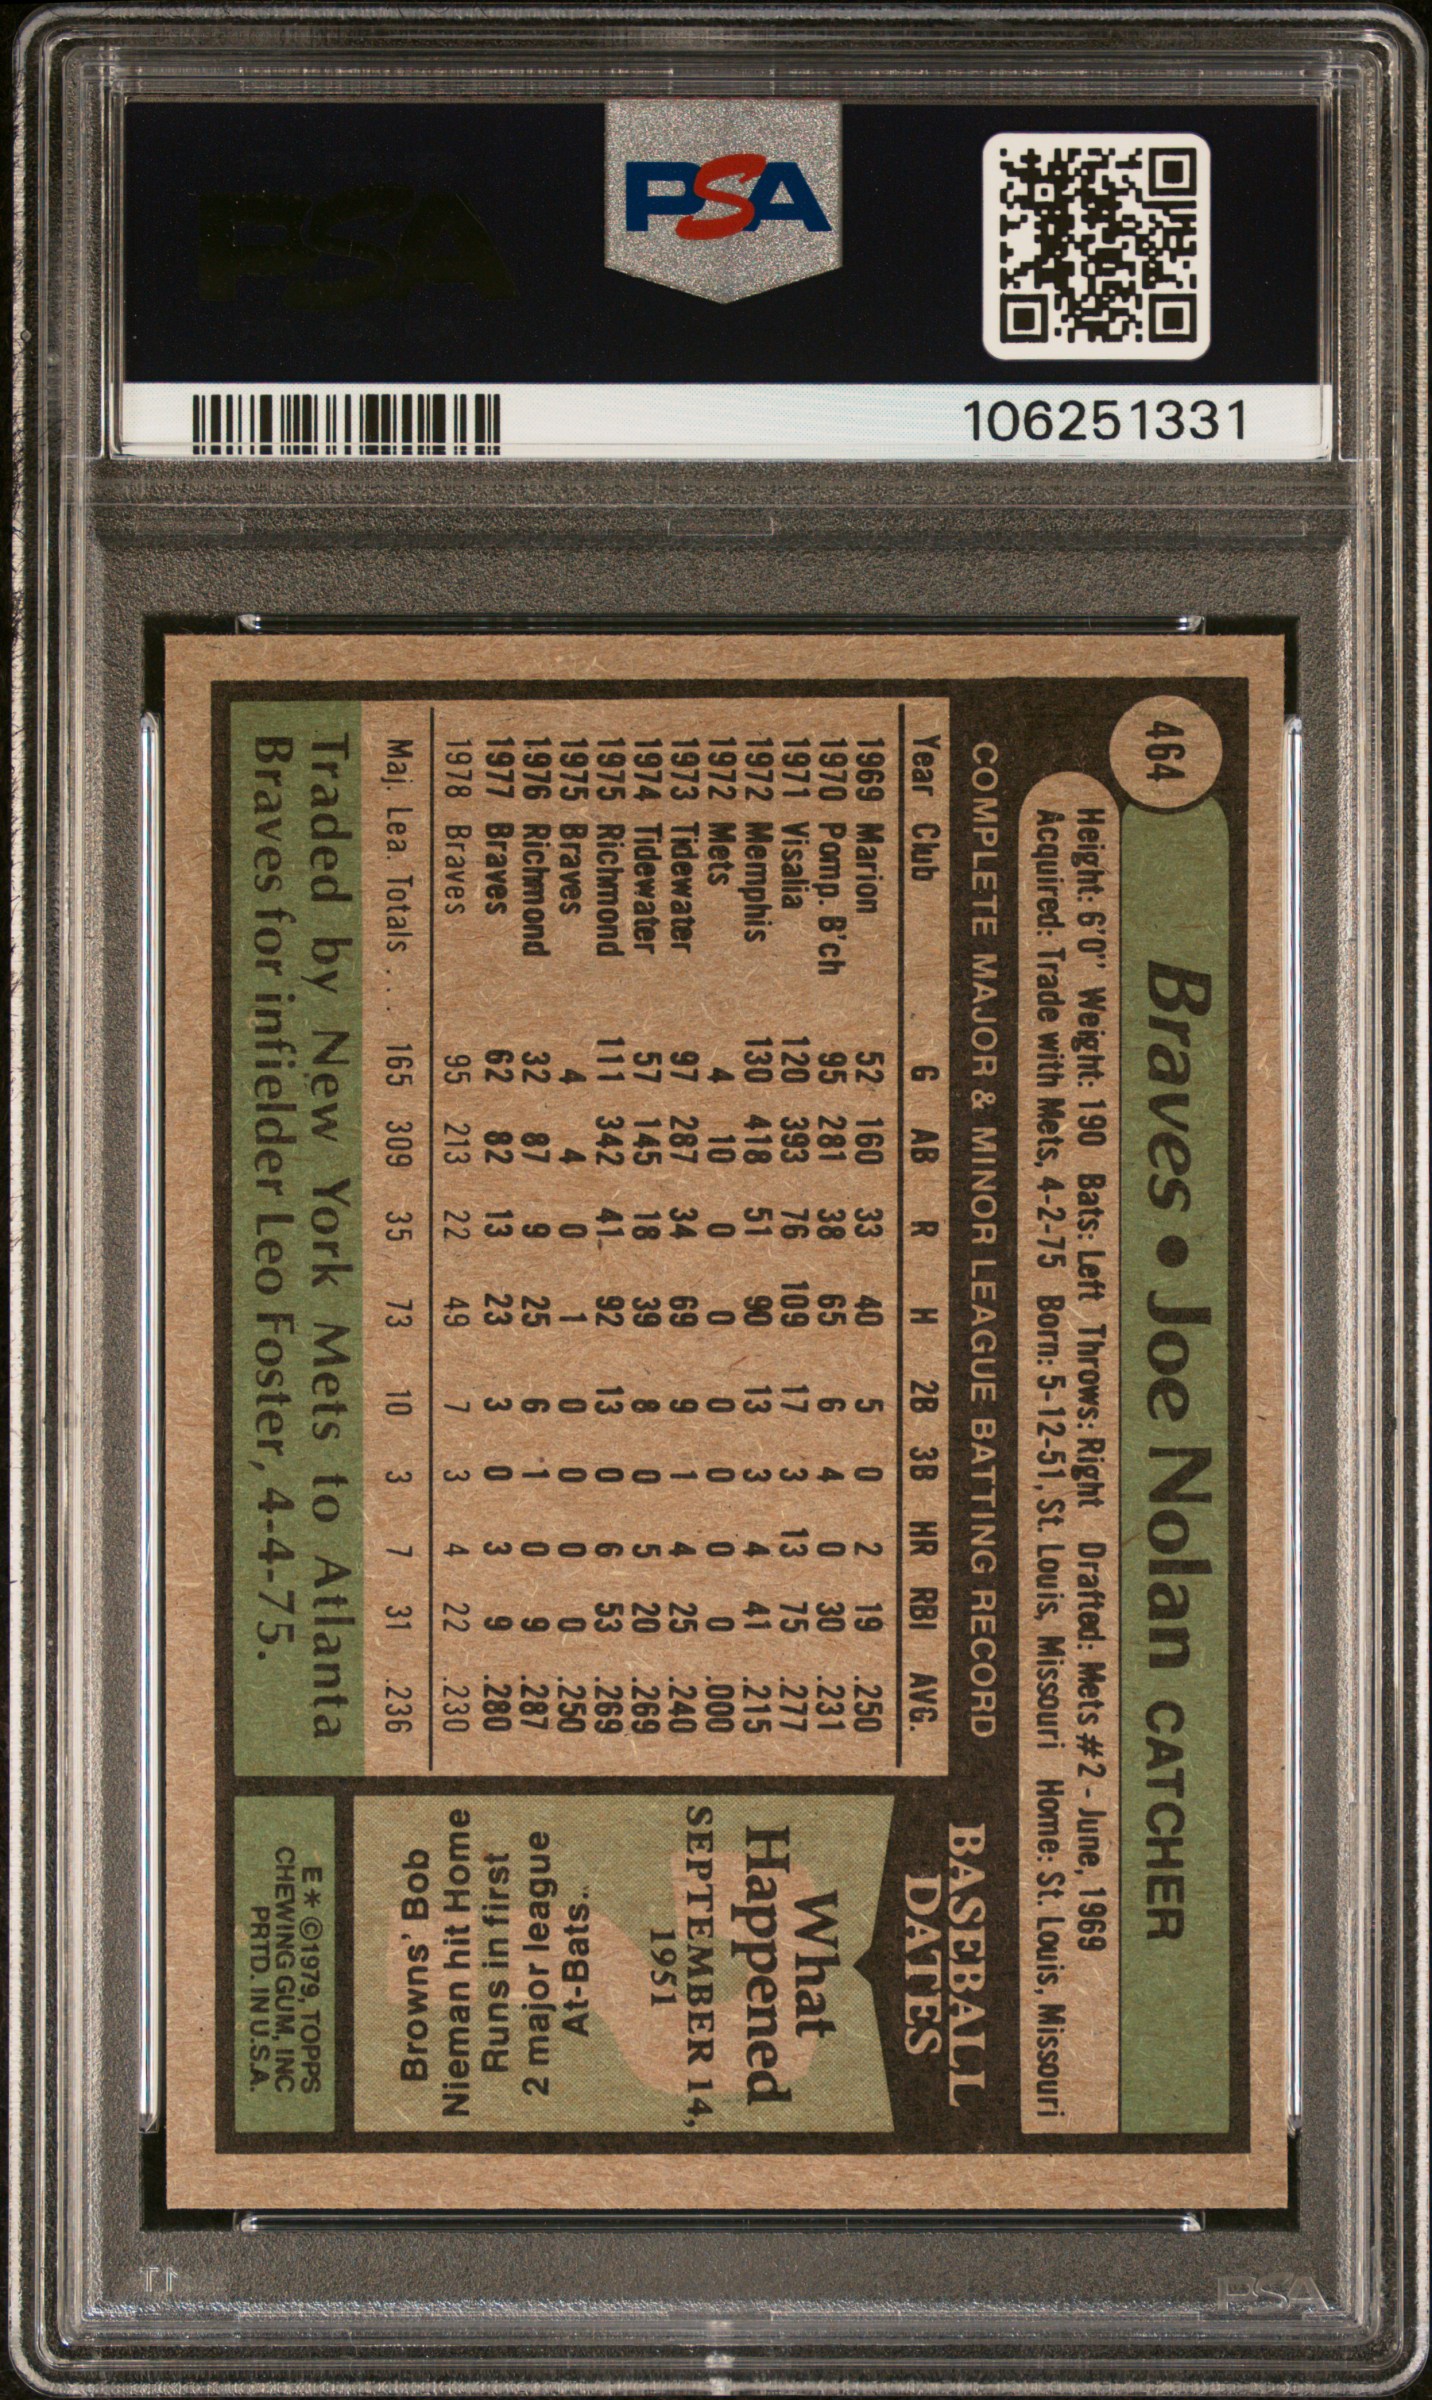 PSA
PSA
106251331
464
Braves • Joe Nolan CATCHER
Height: 6'0" Weight: 190 Bats: Left Throws: Right Drafted: Mets #2 - June, 1969
Acquired: Trade with Mets, 4-2-75 Born: 5-12-51, St. Louis, Missouri Home: St. Louis, Missouri
COMPLETE MAJOR & MINOR LEAGUE BATTING RECORD
Year Club G AB R H 2B 3B HR RBI AVG.
1969 Marion 52 160 33 40 5 0 2 19 .250
1970 Pomp. B'ch 95 281 38 65 6 4 0 30 .231
1971 Visalia 120 393 76 109 17 3 13 75 .277
1972 Memphis 130 418 51 90 13 3 4 41 .215
1972 Mets 4 10 0 0 0 0 0 0 .000
1973 Tidewater 97 287 34 69 9 1 4 25 .240
1974 Tidewater 57 145 18 39 8 0 5 20 .269
1975 Richmond 111 342 41 92 13 0 6 53 .269
1975 Braves 4 4 0 1 0 0 0 0 .250
1976 Richmond 32 87 9 25 6 1 0 9 .287
1977 Braves 62 82 13 23 3 0 3 9 .280
1978 Braves 95 213 22 49 7 3 4 22 .230
Maj. Lea. Totals . . . 165 309 35 73 10 3 7 31 .236
Traded by New York Mets to Atlanta
Braves for infielder Leo Foster, 4-4-75.
BASEBALL
DATES
What
Happened
SEPTEMBER 14,
1951
Browns' Bob
Nieman hit Home
Runs in first
2 major league
At-Bats..
E * ©1979, TOPPS
CHEWING GUM, INC
PRTD. IN U.S.A.
PSA